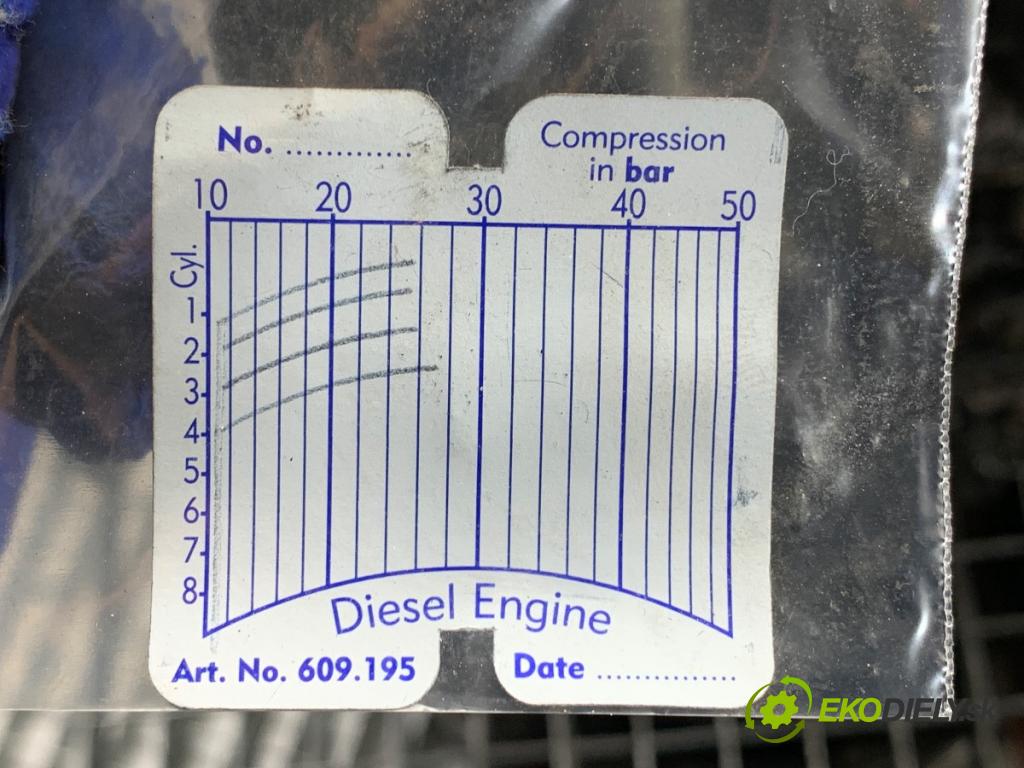 No. ..............
Compression
in bar
10 20 30 40 50
Cyl.
1
2
3
4
5
6
7
8
Diesel Engine
Art. No. 609.195
Date ...............
EKODIELY.sk